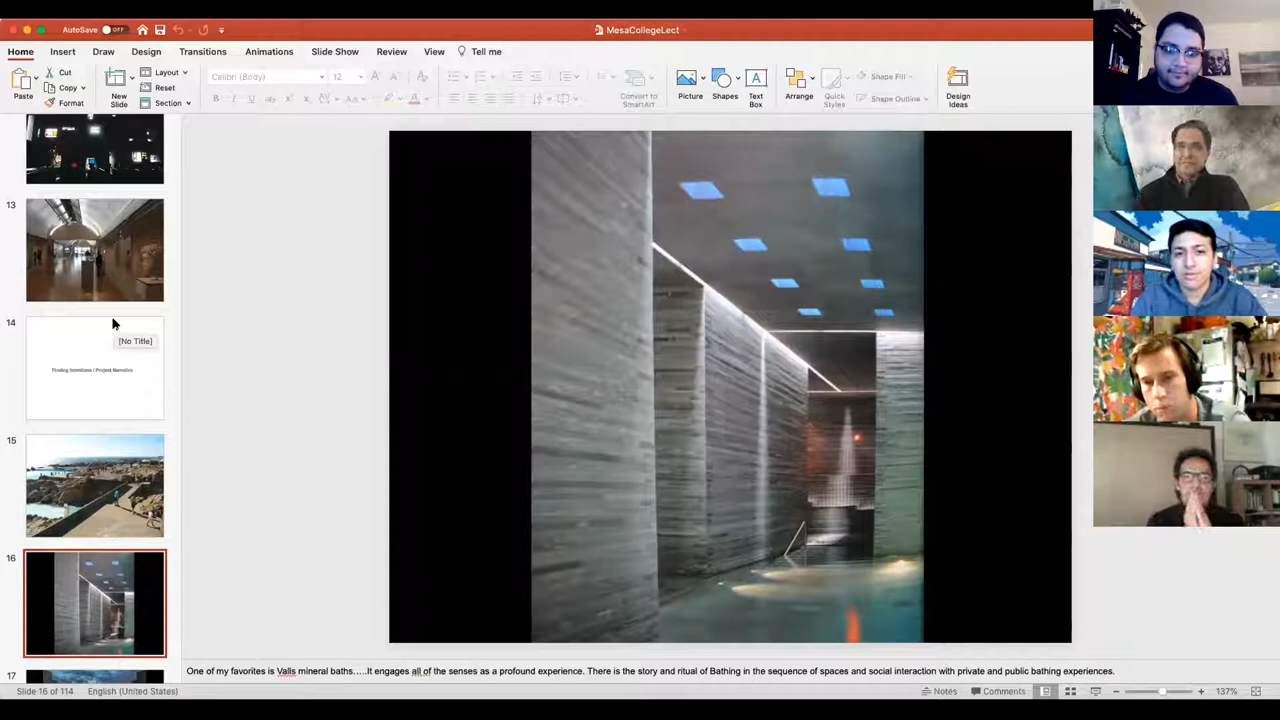 AutoSave OFF
MesaCollegeLect
Home Insert Draw Design Transitions Animations Slide Show Review View Tell me
Paste
Cut
Copy
Format
New Slide
Layout
Reset
Section
Calibri (Body) 12
Convert to SmartArt
Picture
Shapes
Text Box
Arrange
Quick Styles
Shape Fill
Shape Outline
Design Ideas
13
14
[No Title]
Finding Intentions / Project Narrative
15
16
17
One of my favorites is Valls mineral baths…..It engages all of the senses as a profound experience. There is the story and ritual of Bathing in the sequence of spaces and social interaction with private and public bathing experiences.
Slide 16 of 114 English (United States) Notes Comments 137%